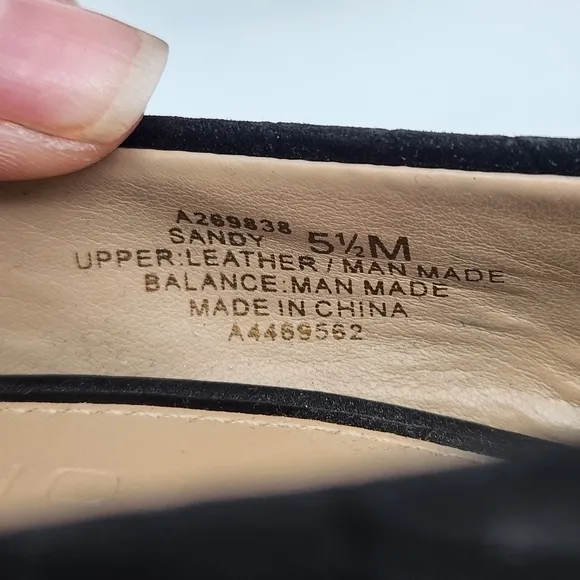 A269838
SANDY 5½M
UPPER:LEATHER / MAN MADE
BALANCE:MAN MADE
MADE IN CHINA
A4469562